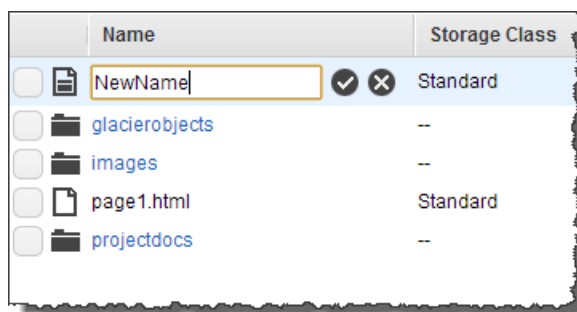 Name Storage Class
NewName Standard
glacierobjects --
images --
page1.html Standard
projectdocs --